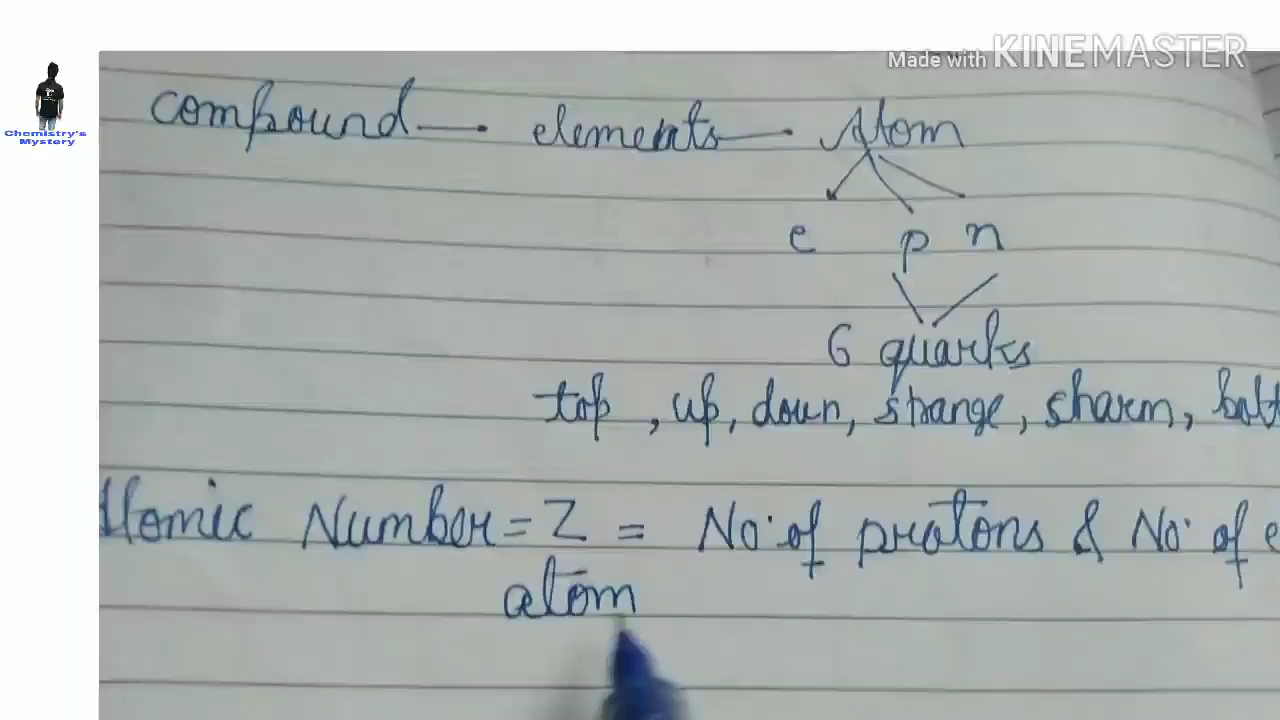 Made with KINEMASTER
Chemistry's
Mystery
compound → elements → Atom
e p n
6 quarks
top, up, down, strange, sharm, bott
Atomic Number = Z = No. of protons & No. of e
atom